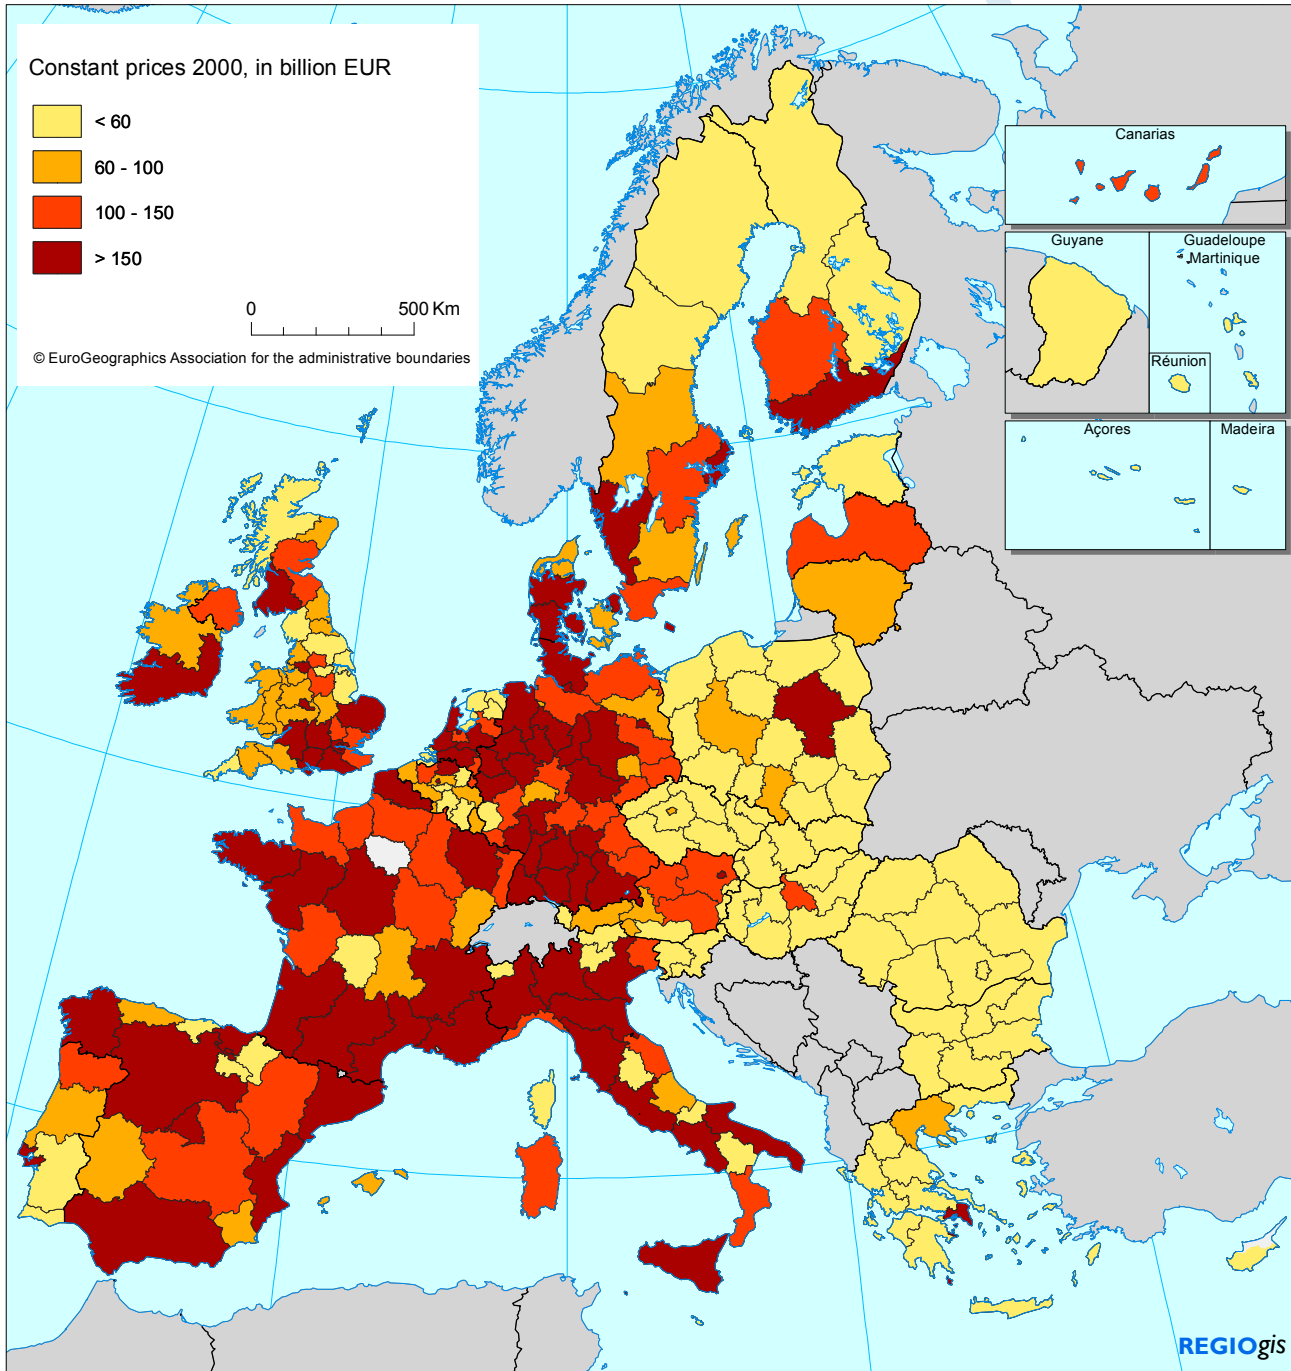 Constant prices 2000, in billion EUR
< 60
60 - 100
100 - 150
> 150
0 500 Km
© EuroGeographics Association for the administrative boundaries
Canarias
Guyane
Guadeloupe
Martinique
Réunion
Açores
Madeira
REGIOgis